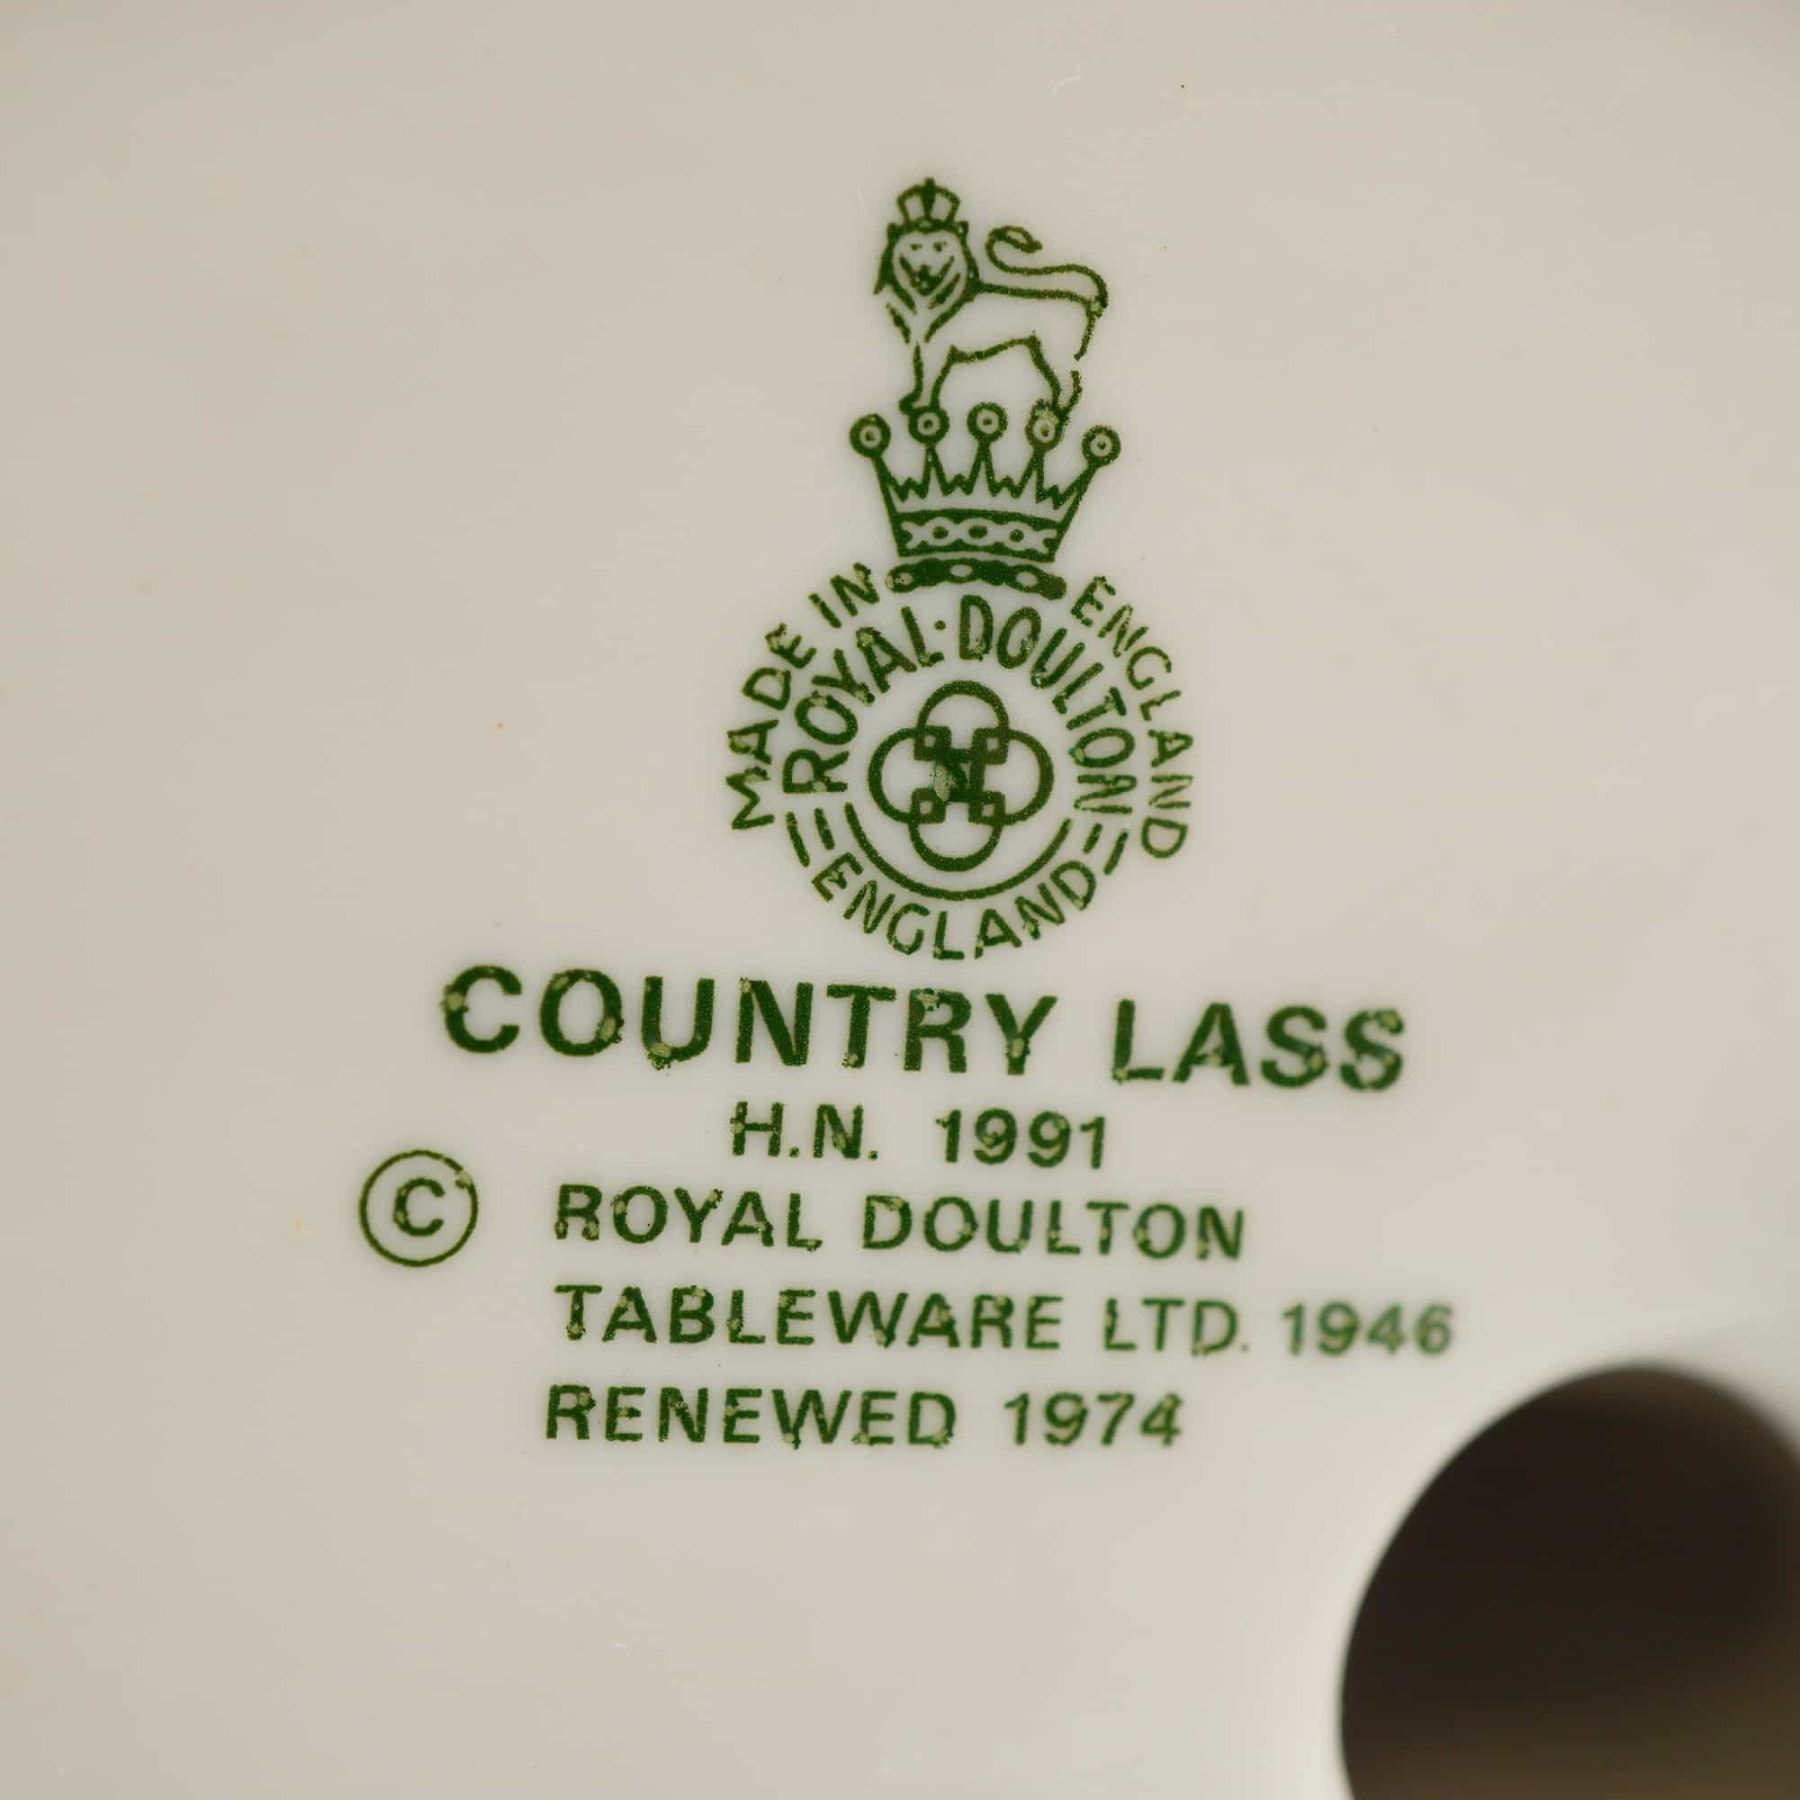 MADE IN ENGLAND
ROYAL·DOULTON
ENGLAND
COUNTRY LASS
H.N. 1991
© ROYAL DOULTON
TABLEWARE LTD. 1946
RENEWED 1974